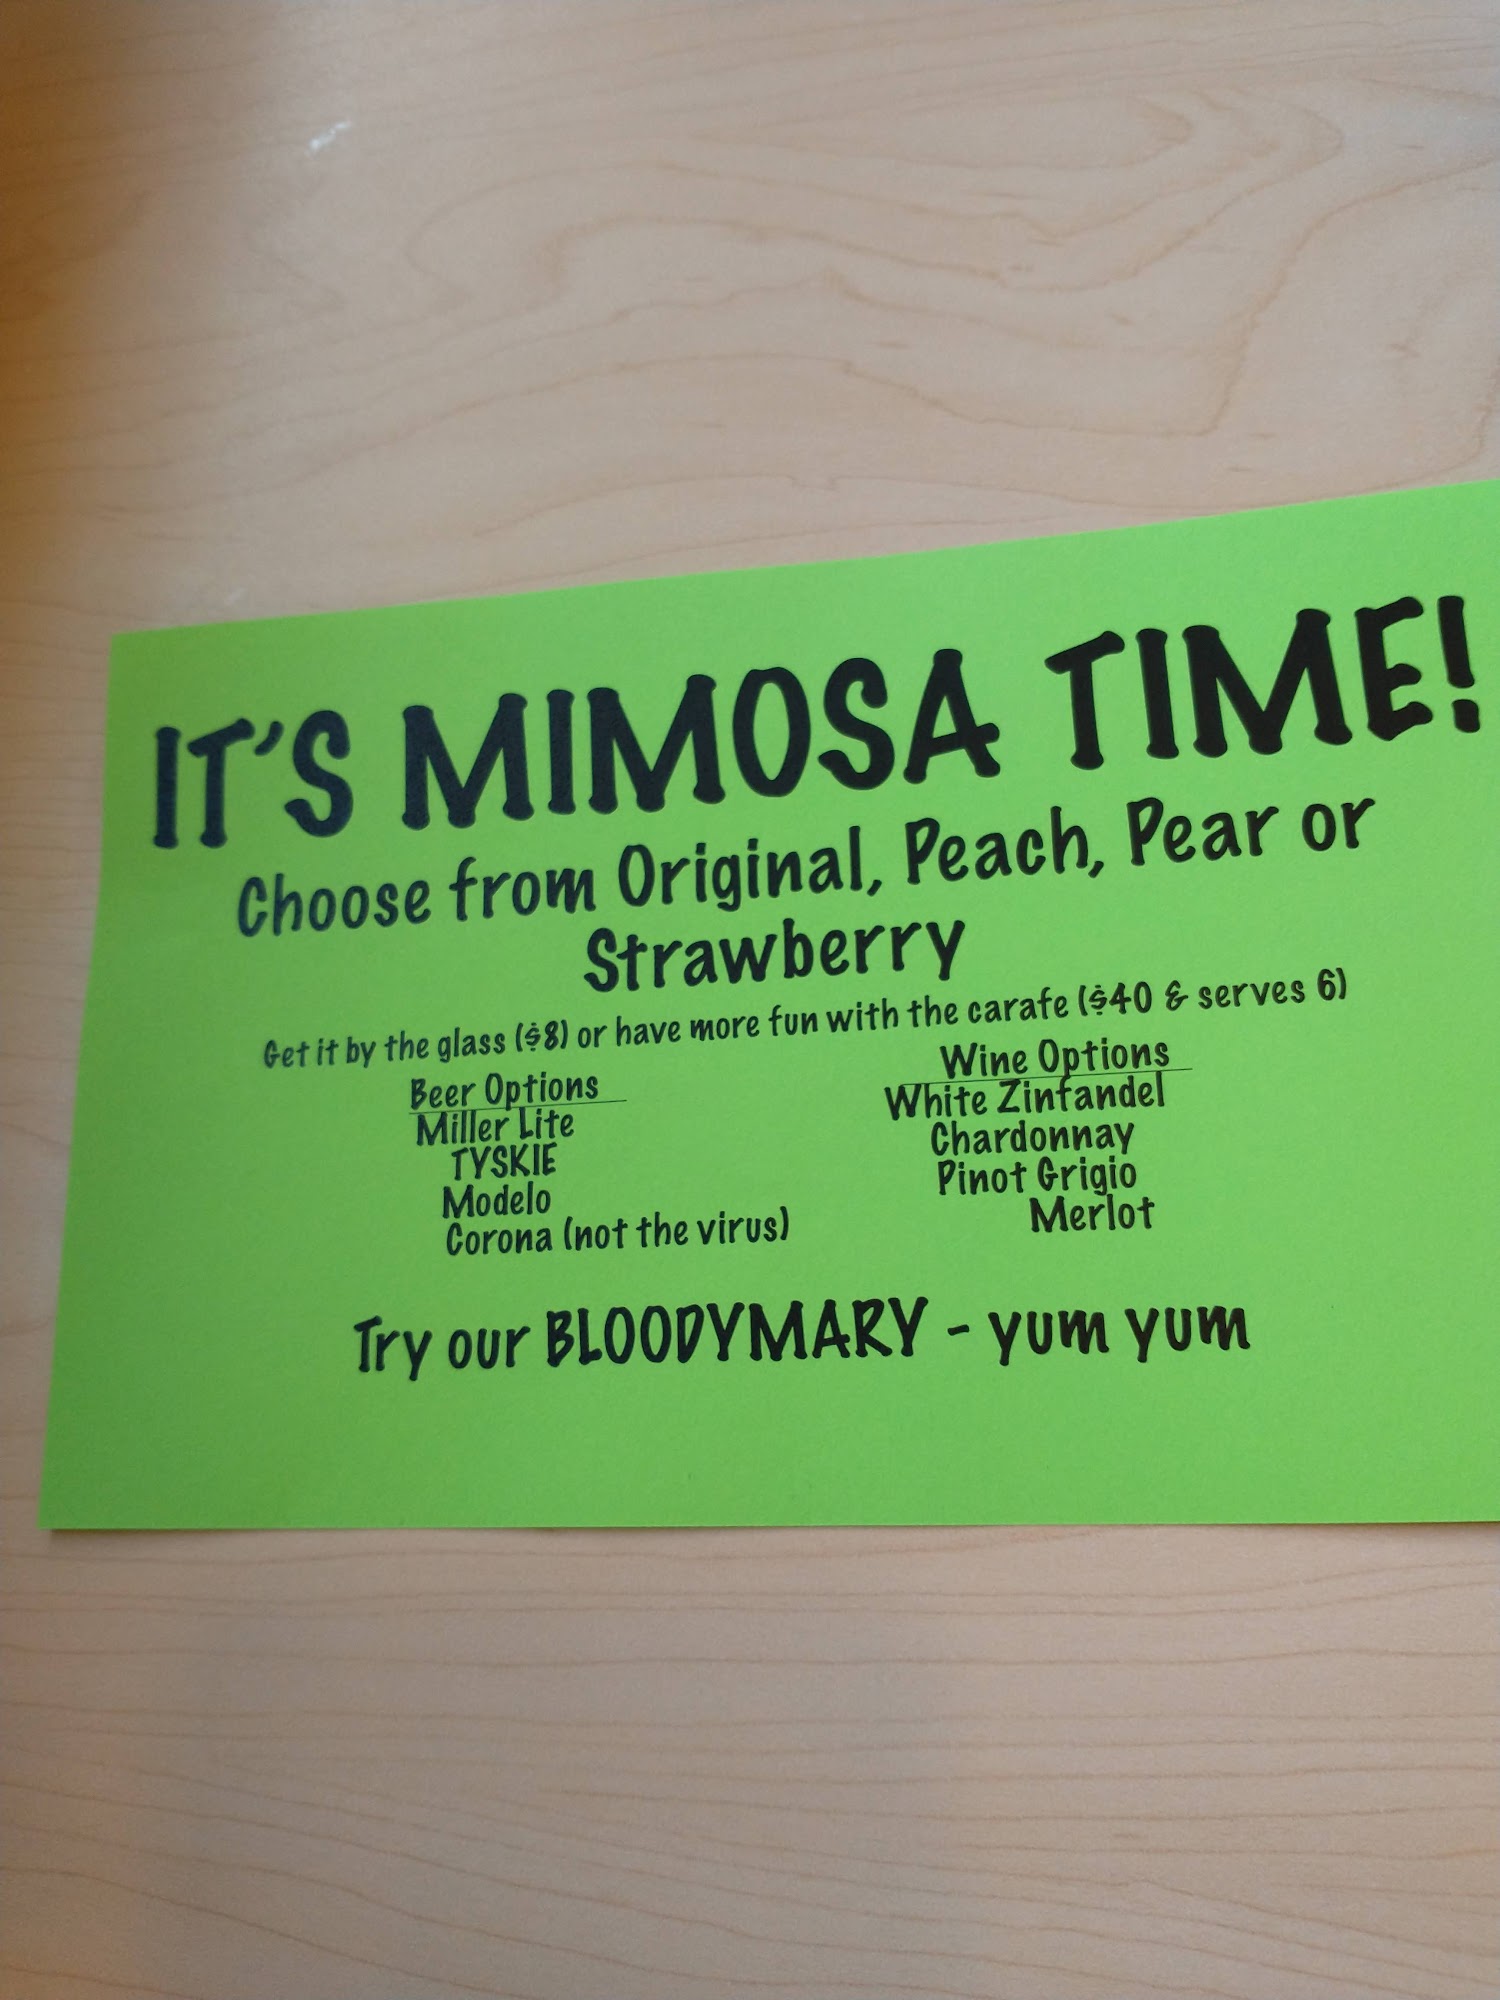 IT'S MIMOSA TIME!
Choose from Original, Peach, Pear or
Strawberry
Get it by the glass ($8) or have more fun with the carafe ($40 & serves 6)
Beer Options
Miller Lite
TYSKIE
Modelo
Corona (not the virus)
Wine Options
White Zinfandel
Chardonnay
Pinot Grigio
Merlot
Try our BLOODYMARY - yum yum